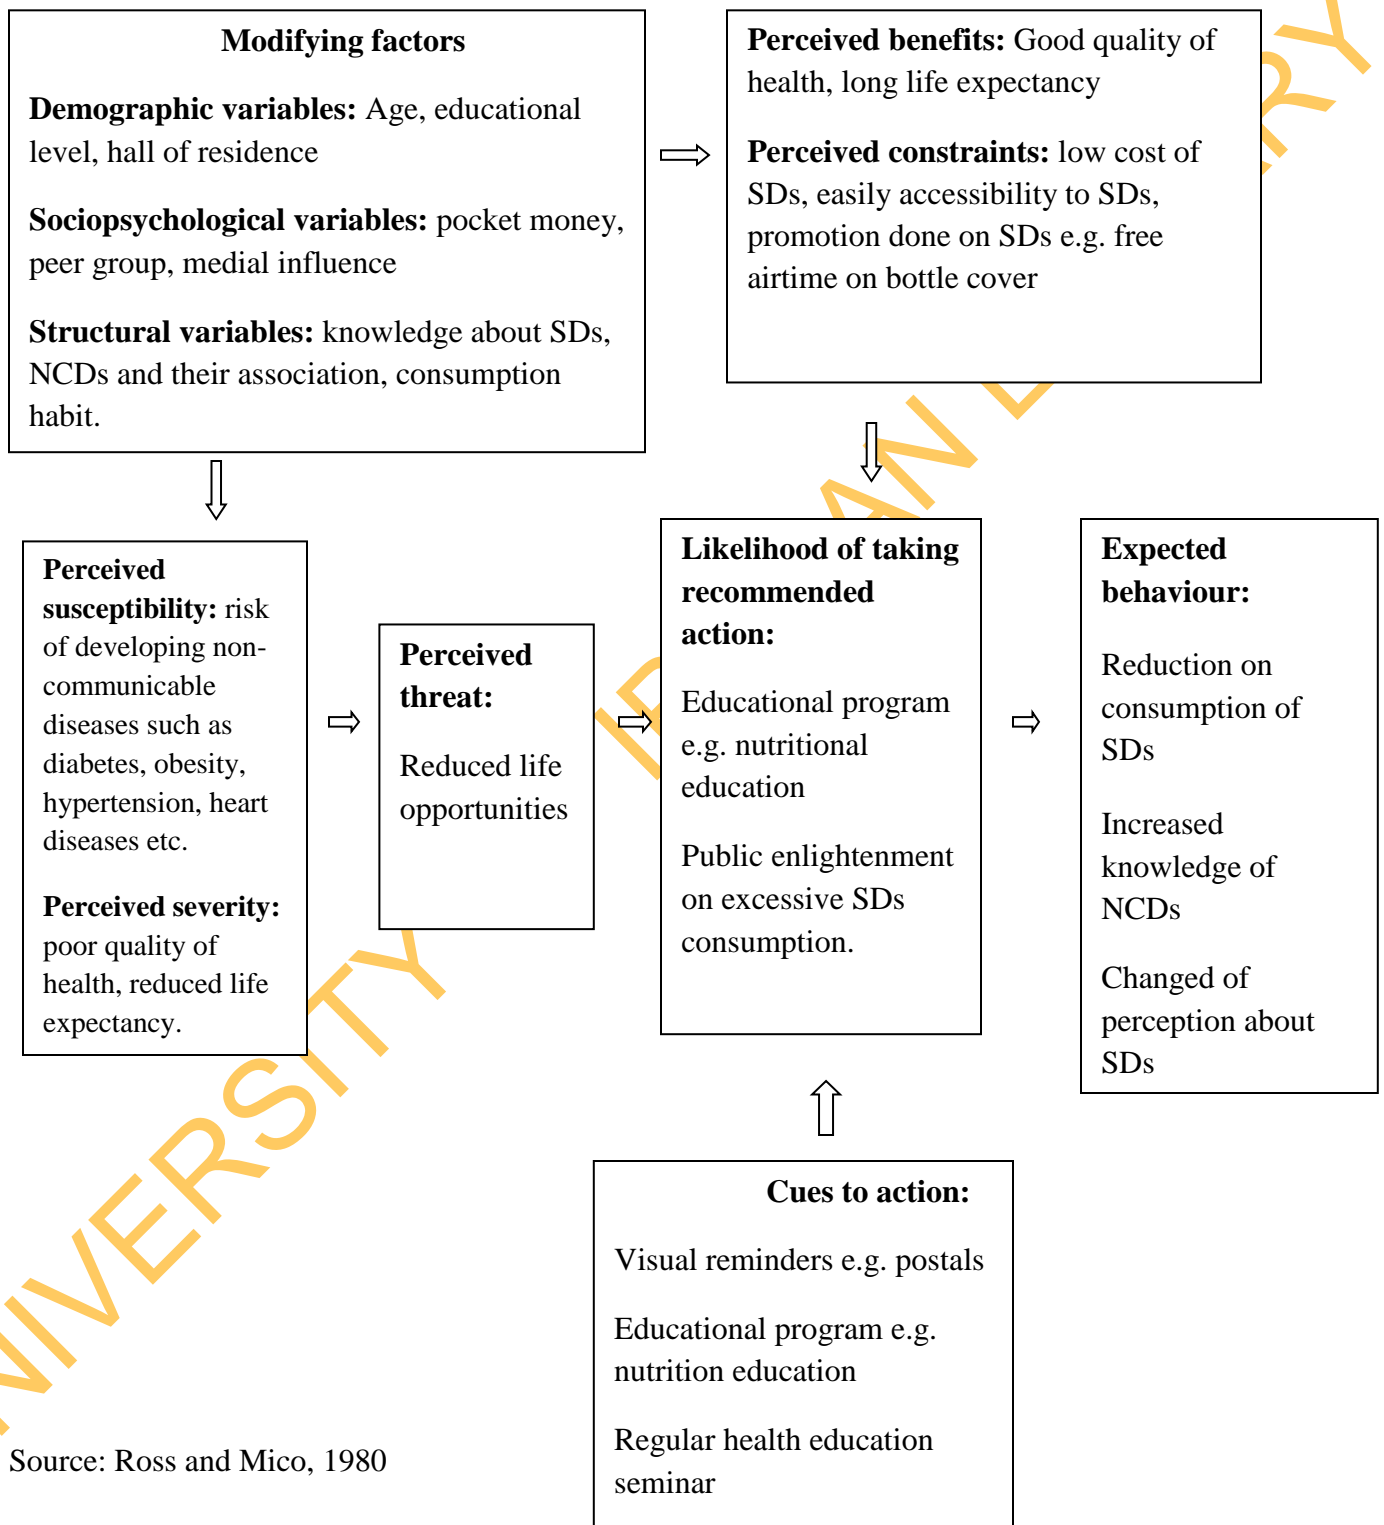 Modifying factors
Demographic variables: Age, educational
level, hall of residence
Sociopsychological variables: pocket money,
peer group, medial influence
Structural variables: knowledge about SDs,
NCDs and their association, consumption
habit.
Perceived benefits: Good quality of
health, long life expectancy
Perceived constraints: low cost of
SDs, easily accessibility to SDs,
promotion done on SDs e.g. free
airtime on bottle cover
Perceived
susceptibility: risk
of developing non-
communicable
diseases such as
diabetes, obesity,
hypertension, heart
diseases etc.
Perceived severity:
poor quality of
health, reduced life
expectancy.
Perceived
threat:
Reduced life
opportunities
Likelihood of taking
recommended
action:
Educational program
e.g. nutritional
education
Public enlightenment
on excessive SDs
consumption.
Expected
behaviour:
Reduction on
consumption of
SDs
Increased
knowledge of
NCDs
Changed of
perception about
SDs
Cues to action:
Visual reminders e.g. postals
Educational program e.g.
nutrition education
Regular health education
seminar
Source: Ross and Mico, 1980